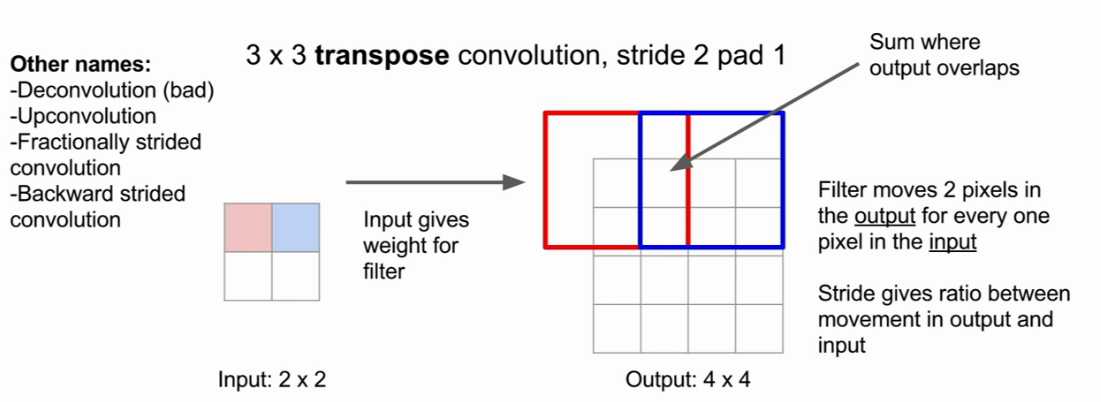 3 x 3 transpose convolution, stride 2 pad 1
Other names:
-Deconvolution (bad)
-Upconvolution
-Fractionally strided
convolution
-Backward strided
convolution
Input gives
weight for
filter
Sum where
output overlaps
Filter moves 2 pixels in
the output for every one
pixel in the input
Stride gives ratio between
movement in output and
input
Input: 2 x 2
Output: 4 x 4